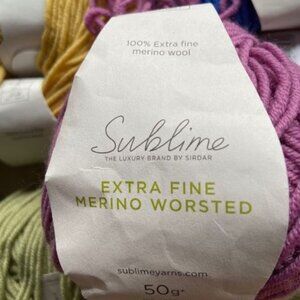 100% Extra fine
merino wool
Sublime
THE LUXURY BRAND BY SIRDAR
EXTRA FINE
MERINO WORSTED
sublimeyarns.com
50g